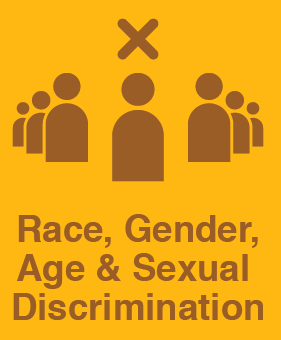 Race, Gender,
Age & Sexual
Discrimination